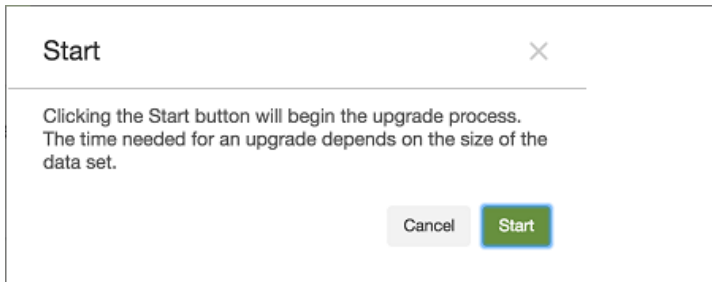 Start
Clicking the Start button will begin the upgrade process.
The time needed for an upgrade depends on the size of the
data set.
Cancel Start